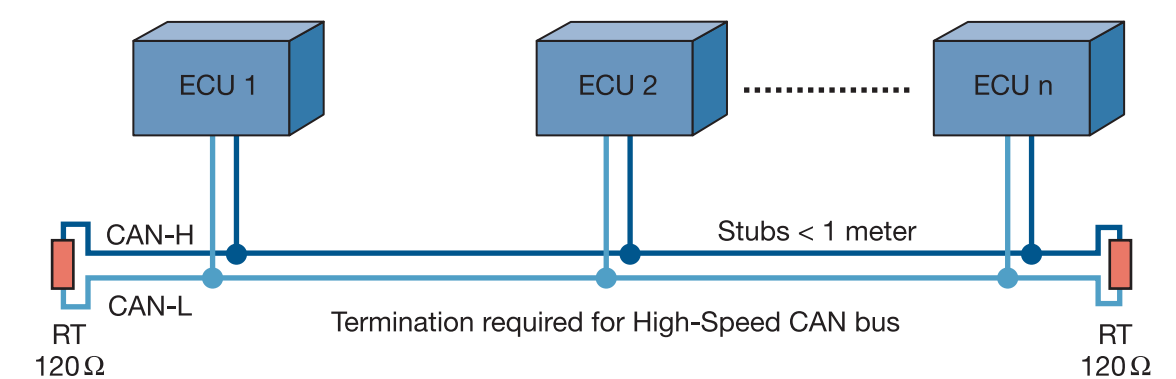 ECU 1
ECU 2
ECU n
CAN-H
Stubs < 1 meter
CAN-L
Termination required for High-Speed CAN bus
RT
120 Ω
RT
120 Ω